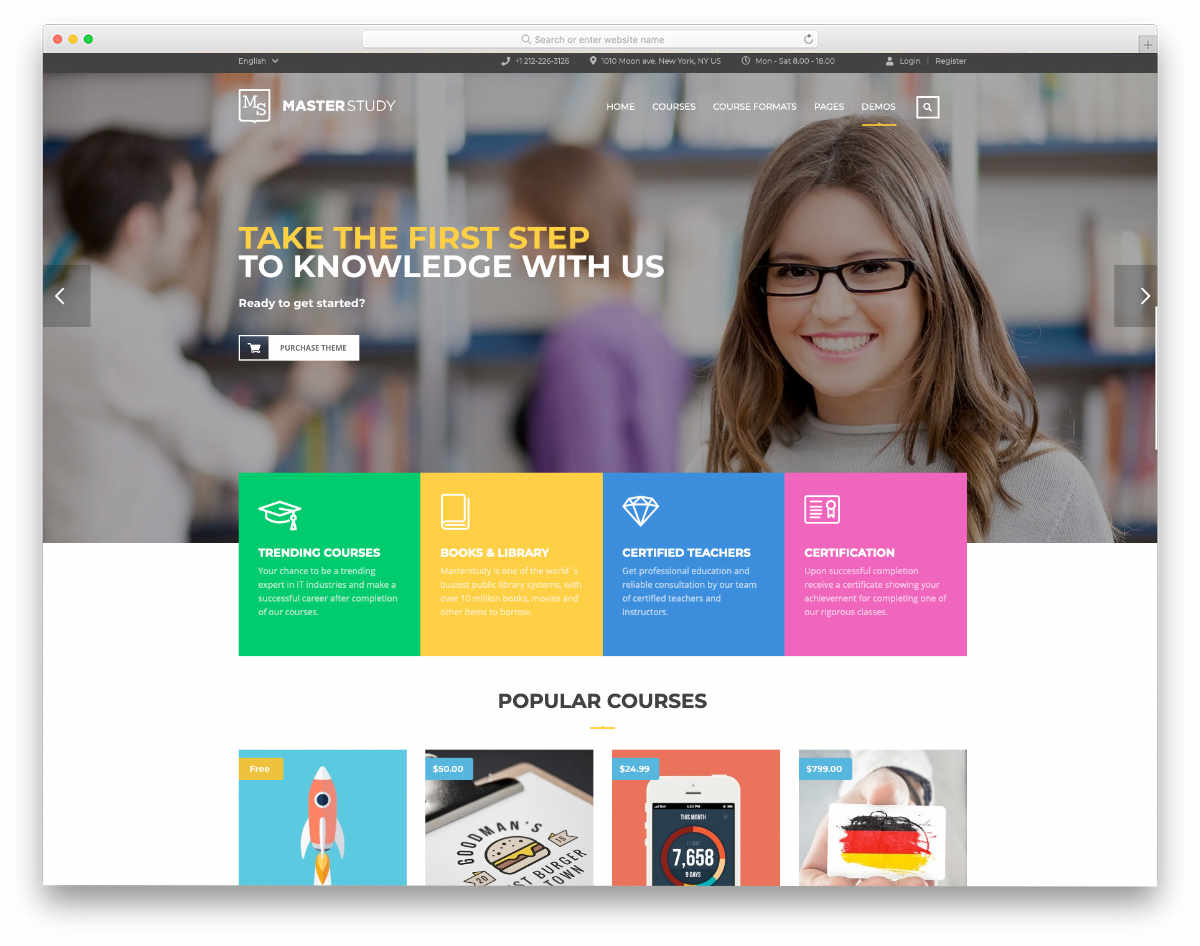 Search or enter website name
English
+1 212-226-3126
1010 Moon ave, New York, NY US
Mon - Sat 8.00 - 18.00
Login | Register
MS
MASTERSTUDY
HOME
COURSES
COURSE FORMATS
PAGES
DEMOS
TAKE THE FIRST STEP
TO KNOWLEDGE WITH US
Ready to get started?
PURCHASE THEME
TRENDING COURSES
Your chance to be a trending
expert in IT industries and make a
successful career after completion
of our courses.
BOOKS & LIBRARY
Masterstudy is one of the world`s
busiest public library systems, with
over 10 million books, movies and
other items to borrow.
CERTIFIED TEACHERS
Get professional education and
reliable consultation by our team
of certified teachers and
instructors.
CERTIFICATION
Upon successful completion
receive a certificate showing your
achievement for completing one of
our rigorous classes.
POPULAR COURSES
Free
$50.00
GOODMAN'S
20
ST BURGER
TOWN
$24.99
THIS MONTH
7,658
9 DAYS
$799.00